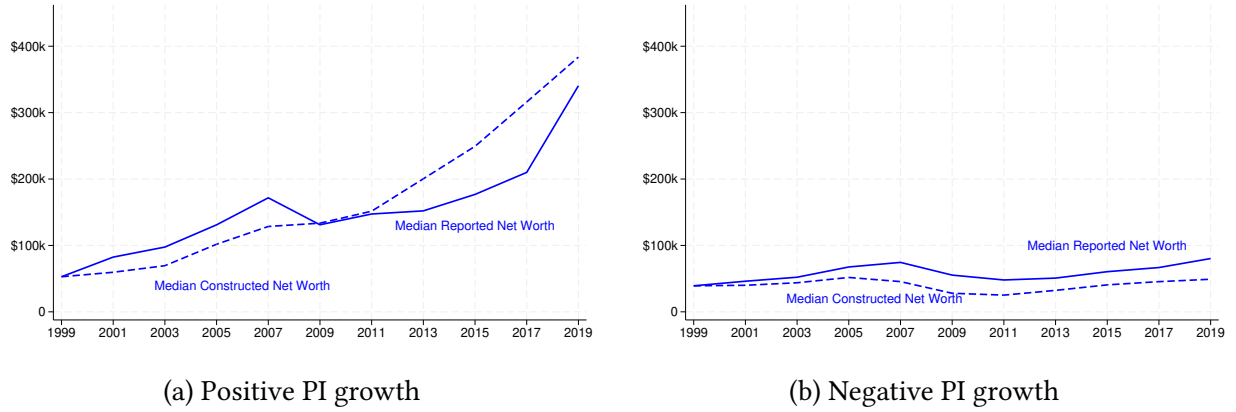 $400k
$300k
$200k
$100k
0
Median Reported Net Worth
Median Constructed Net Worth
1999 2001 2003 2005 2007 2009 2011 2013 2015 2017 2019
(a) Positive PI growth
$400k
$300k
$200k
$100k
0
Median Reported Net Worth
Median Constructed Net Worth
1999 2001 2003 2005 2007 2009 2011 2013 2015 2017 2019
(b) Negative PI growth